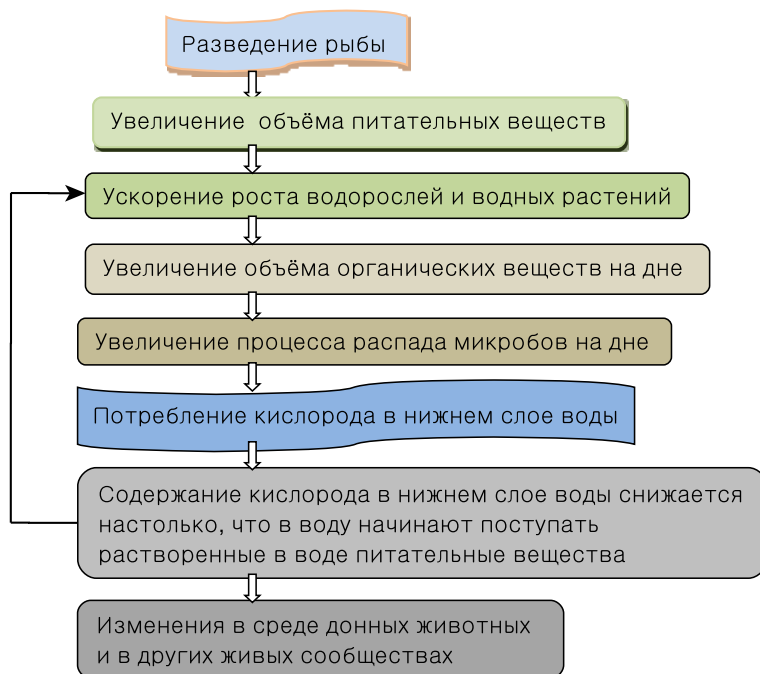 Разведение рыбы
Увеличение объёма питательных веществ
Ускорение роста водорослей и водных растений
Увеличение объёма органических веществ на дне
Увеличение процесса распада микробов на дне
Потребление кислорода в нижнем слое воды
Содержание кислорода в нижнем слое воды снижается
настолько, что в воду начинают поступать
растворенные в воде питательные вещества
Изменения в среде донных животных
и в других живых сообществах